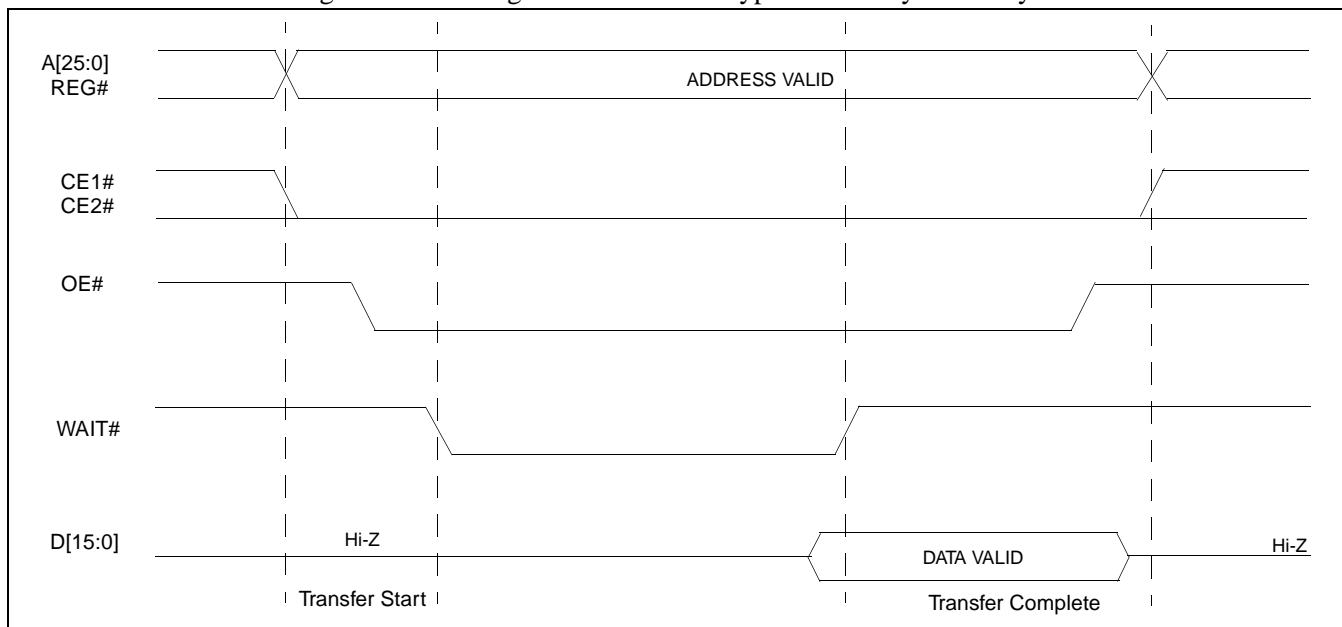 A[25:0]
REG#
ADDRESS VALID
CE1#
CE2#
OE#
WAIT#
D[15:0]
Hi-Z
DATA VALID
Hi-Z
Transfer Start
Transfer Complete